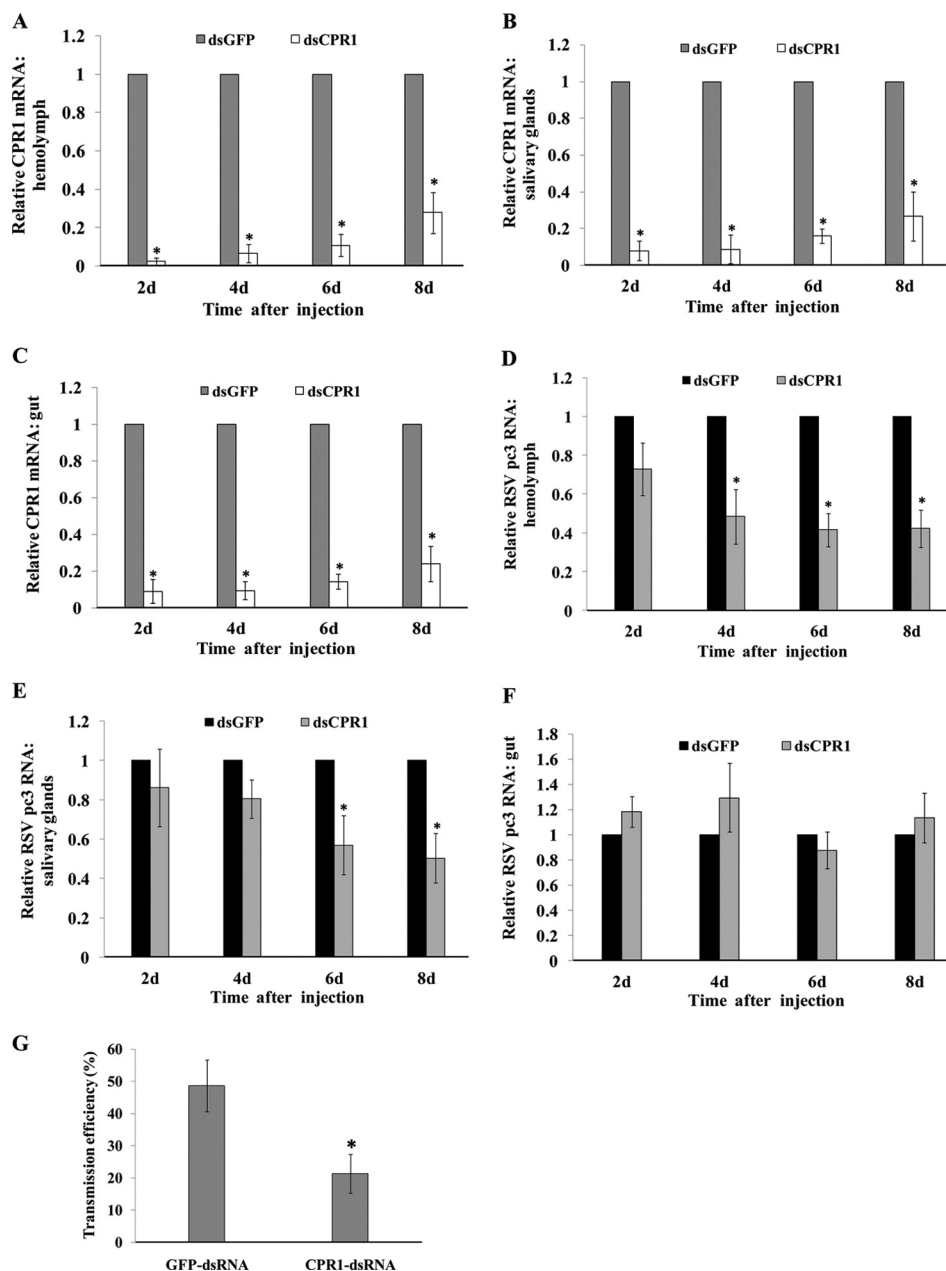 A
dsGFP dsCPR1
Relative CPR1 mRNA:
hemolymph
1.2
1
0.8
0.6
0.4
0.2
0
* * * *
2d 4d 6d 8d
Time after injection
B
dsGFP dsCPR1
Relative CPR1 mRNA:
salivary glands
1.2
1
0.8
0.6
0.4
0.2
0
* * * *
2d 4d 6d 8d
Time after injection
C
dsGFP dsCPR1
Relative CPR1 mRNA: gut
1.2
1
0.8
0.6
0.4
0.2
0
* * * *
2d 4d 6d 8d
Time after injection
D
dsGFP dsCPR1
Relative RSV pc3 RNA:
hemolymph
1.2
1
0.8
0.6
0.4
0.2
0
* * *
2d 4d 6d 8d
Time after injection
E
dsGFP dsCPR1
Relative RSV pc3 RNA:
salivary glands
1.2
1
0.8
0.6
0.4
0.2
0
* *
2d 4d 6d 8d
Time after injection
F
dsGFP dsCPR1
Relative RSV pc3 RNA: gut
1.8
1.6
1.4
1.2
1
0.8
0.6
0.4
0.2
0
2d 4d 6d 8d
Time after injection
G
Transmission efficiency (%)
60
50
40
30
20
10
0
*
GFP-dsRNA CPR1-dsRNA